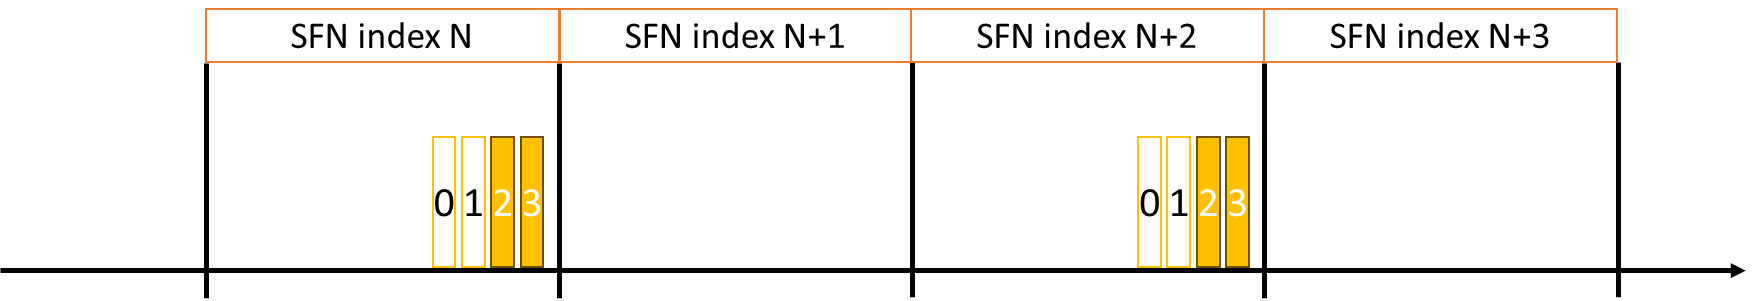 SFN index N SFN index N+1 SFN index N+2 SFN index N+3
0 1 2 3 0 1 2 3